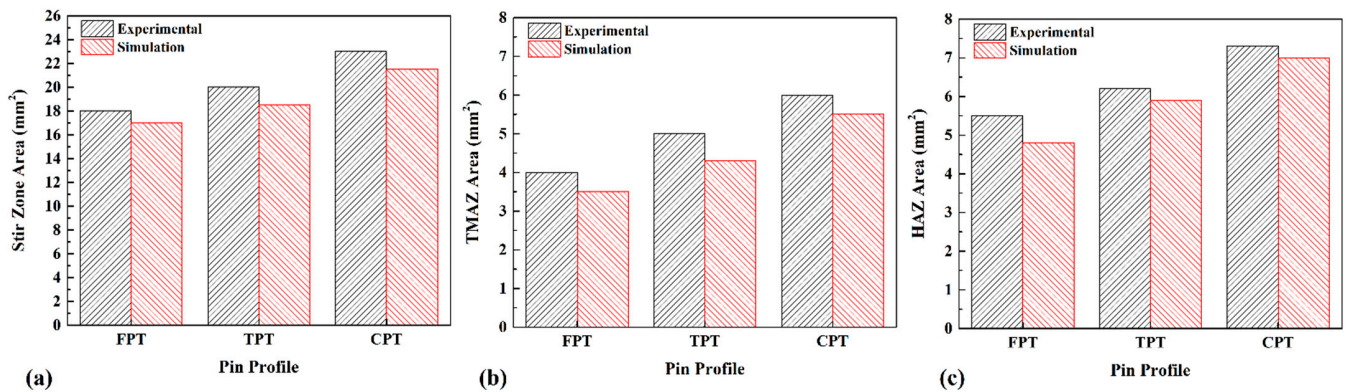 26
24
22
20
18
16
14
12
10
8
6
4
2
0
Stir Zone Area (mm²)
Experimental
Simulation
FPT TPT CPT
Pin Profile
(a)
8
7
6
5
4
3
2
1
0
TMAZ Area (mm²)
Experimental
Simulation
FPT TPT CPT
Pin Profile
(b)
8
7
6
5
4
3
2
1
0
HAZ Area (mm²)
Experimental
Simulation
FPT TPT CPT
Pin Profile
(c)